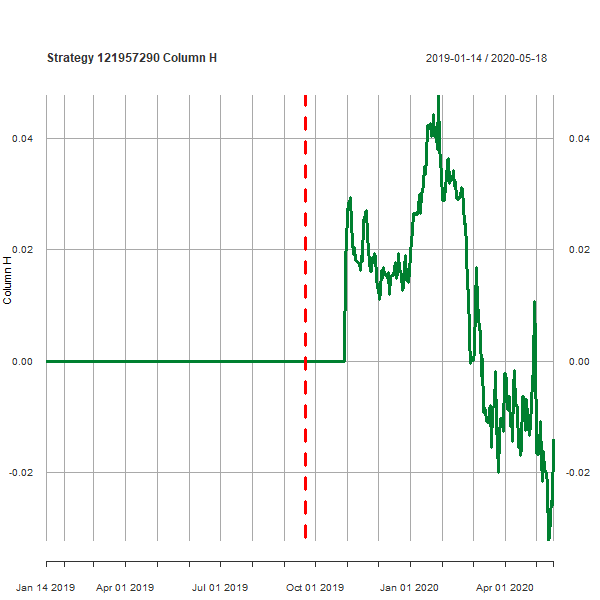 Strategy 121957290 Column H
2019-01-14 / 2020-05-18
Column H
0.04
0.04
0.02
0.02
0.00
0.00
-0.02
-0.02
Jan 14 2019
Apr 01 2019
Jul 01 2019
Oct 01 2019
Jan 01 2020
Apr 01 2020